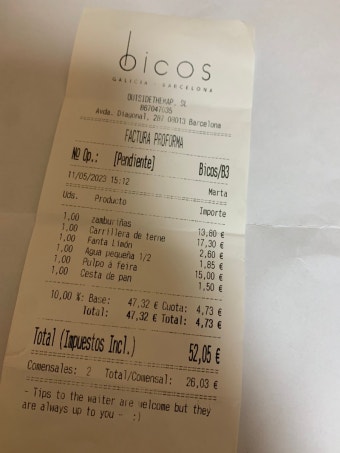 bicos
GALICIA - BARCELONA
QUISIDETHERAP, SL
Avda. Diagonal, 287 08013 Barcelona
FACTURA PROFORMA
Nº Op.: [Pendiente] Bicos/B3
11/05/2023 15:12 Marta
Uds. Producto Importe
1,00 zamburiñas 13,80 €
1,00 Carrillera de terne 17,30 €
1,00 Fanta Limón 2,60 €
1,00 Agua pequeña 1/2 1,85 €
1,00 Pulpo á feira 15,00 €
1,00 Cesta de pan 1,50 €
10,00 %: Base: 47,32 € Cuota: 4,73 €
Total: 47,32 € Total: 4,73 €
Total (Impuestos Incl.) 52,05 €
Comensales: 2 Total/Comensal: 26,03 €
- Tips to the waiter are welcome but they
are always up to you - :)